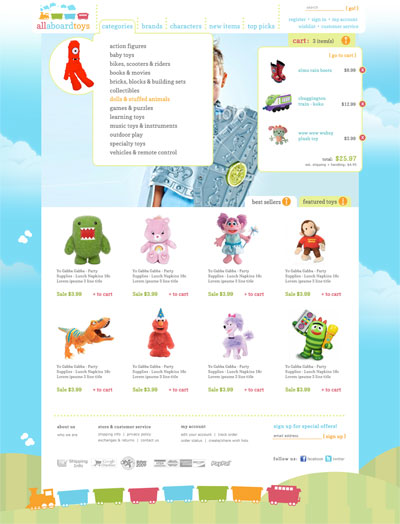 allaboardtoys
categories
brands
characters
new items
top picks
[ go! ]
register • sign in • my account
wishlist • customer service
cart: 3 item(s)
action figures
baby toys
bikes, scooters & riders
books & movies
bricks, blocks & building sets
collectibles
dolls & stuffed animals
games & puzzles
learning toys
music toys & instruments
outdoor play
specialty toys
vehicles & remote control
[ go to cart ]
elmo rain boots $9.99
chuggington train - koko $12.99
wow wow wubby plush toy
total: $25.97
best sellers
featured toys
Yo Gabba Gabba - Party Supplies - Lunch Napkins 16c Lorem ipsums 3 line title
Yo Gabba Gabba - Party Supplies - Lunch Napkins 16c Lorem ipsums 3 line title
Yo Gabba Gabba - Party Supplies - Lunch Napkins 16c Lorem ipsums 3 line title
Yo Gabba Gabba - Party Supplies - Lunch Napkins 16c Lorem ipsums 3 line title
Sale $3.99 + to cart
Sale $3.99 + to cart
Sale $3.99 + to cart
Sale $3.99 + to cart
Yo Gabba Gabba - Party Supplies - Lunch Napkins 16c Lorem ipsums 3 line title
Yo Gabba Gabba - Party Supplies - Lunch Napkins 16c Lorem ipsums 3 line title
Yo Gabba Gabba - Party Supplies - Lunch Napkins 16c Lorem ipsums 3 line title
Yo Gabba Gabba - Party Supplies - Lunch Napkins 16c Lorem ipsums 3 line title
Sale $3.99 + to cart
Sale $3.99 + to cart
Sale $3.99 + to cart
Sale $3.99 + to cart
about us
who we are
store & customer service
shipping info | privacy policy
exchanges & returns | contact us
my account
edit your account | track order
order status | create/share wish lists
sign up for special offers!
email address [ sign up ]
Shipping Info
PayPal
follow us: facebook twitter